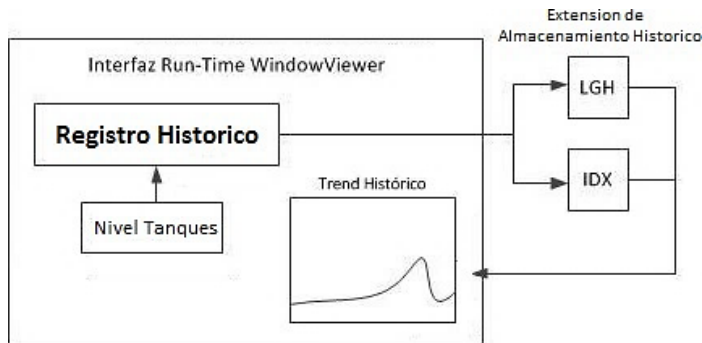 Extension de
Almacenamiento Historico
Interfaz Run-Time WindowViewer
LGH
Registro Historico
IDX
Trend Histórico
Nivel Tanques